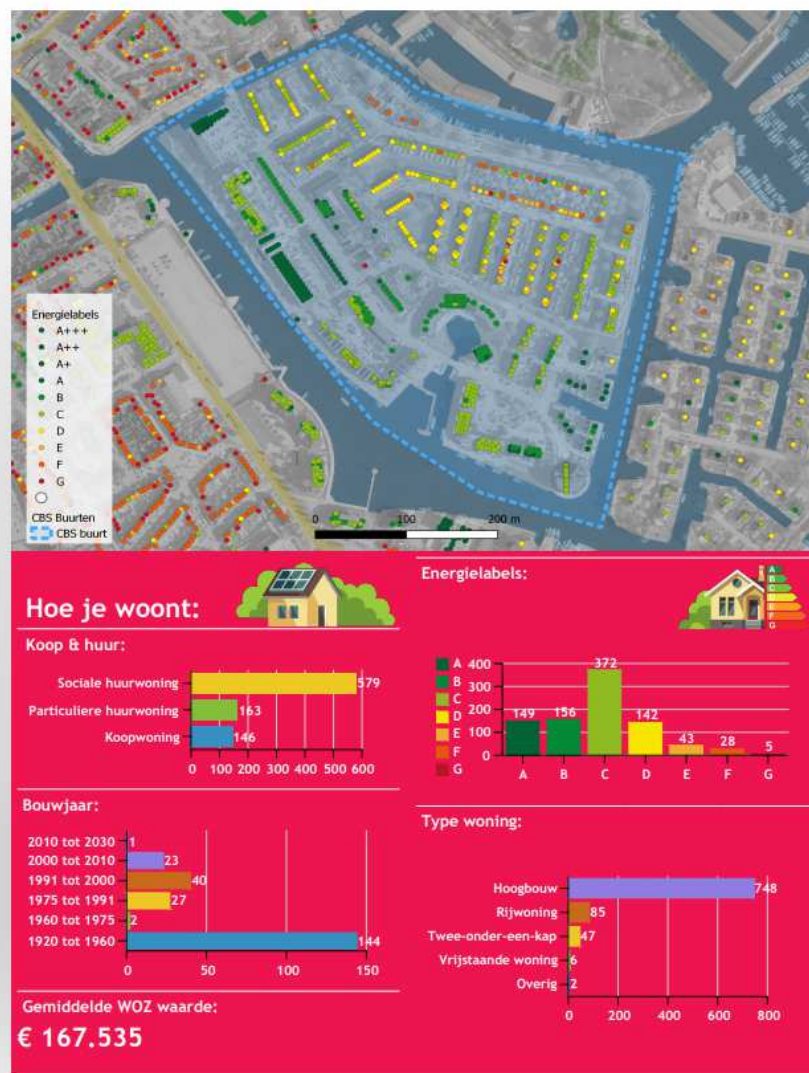 Energielabels
A+++
A++
A+
A
B
C
D
E
F
G
CBS Buurten
CBS buurt
0 100 200 m
Hoe je woont:
Koop & huur:
Sociale huurwoning 579
Particuliere huurwoning 163
Koopwoning 146
0 100 200 300 400 500 600
Bouwjaar:
2010 tot 2030 1
2000 tot 2010 23
1991 tot 2000 40
1975 tot 1991 27
1960 tot 1975 2
1920 tot 1960 144
0 50 100 150
Gemiddelde WOZ waarde:
€ 167.535
Energielabels:
A
B
C
F
G
A
B
C
D
E
F
G
400
300
200
100
0
149 156 372 142 43 28 5
A B C D E F G
Type woning:
Hoogbouw 748
Rijwoning 85
Twee-onder-een-kap 47
Vrijstaande woning 6
Overig 2
0 200 400 600 800